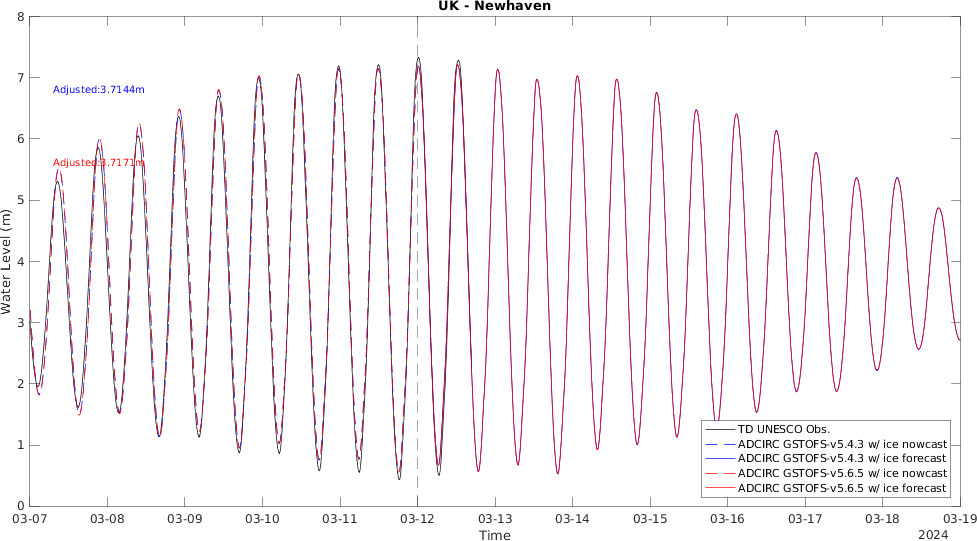 UK - Newhaven
8
7
6
5
4
3
2
1
0
Water Level (m)
Adjusted:3.7144m
Adjusted:3.7171m
TD UNESCO Obs.
ADCIRC GSTOFS-v5.4.3 w/ ice nowcast
ADCIRC GSTOFS-v5.4.3 w/ ice forecast
ADCIRC GSTOFS-v5.6.5 w/ ice nowcast
ADCIRC GSTOFS-v5.6.5 w/ ice forecast
03-07 03-08 03-09 03-10 03-11 03-12 03-13 03-14 03-15 03-16 03-17 03-18 03-19
Time
2024